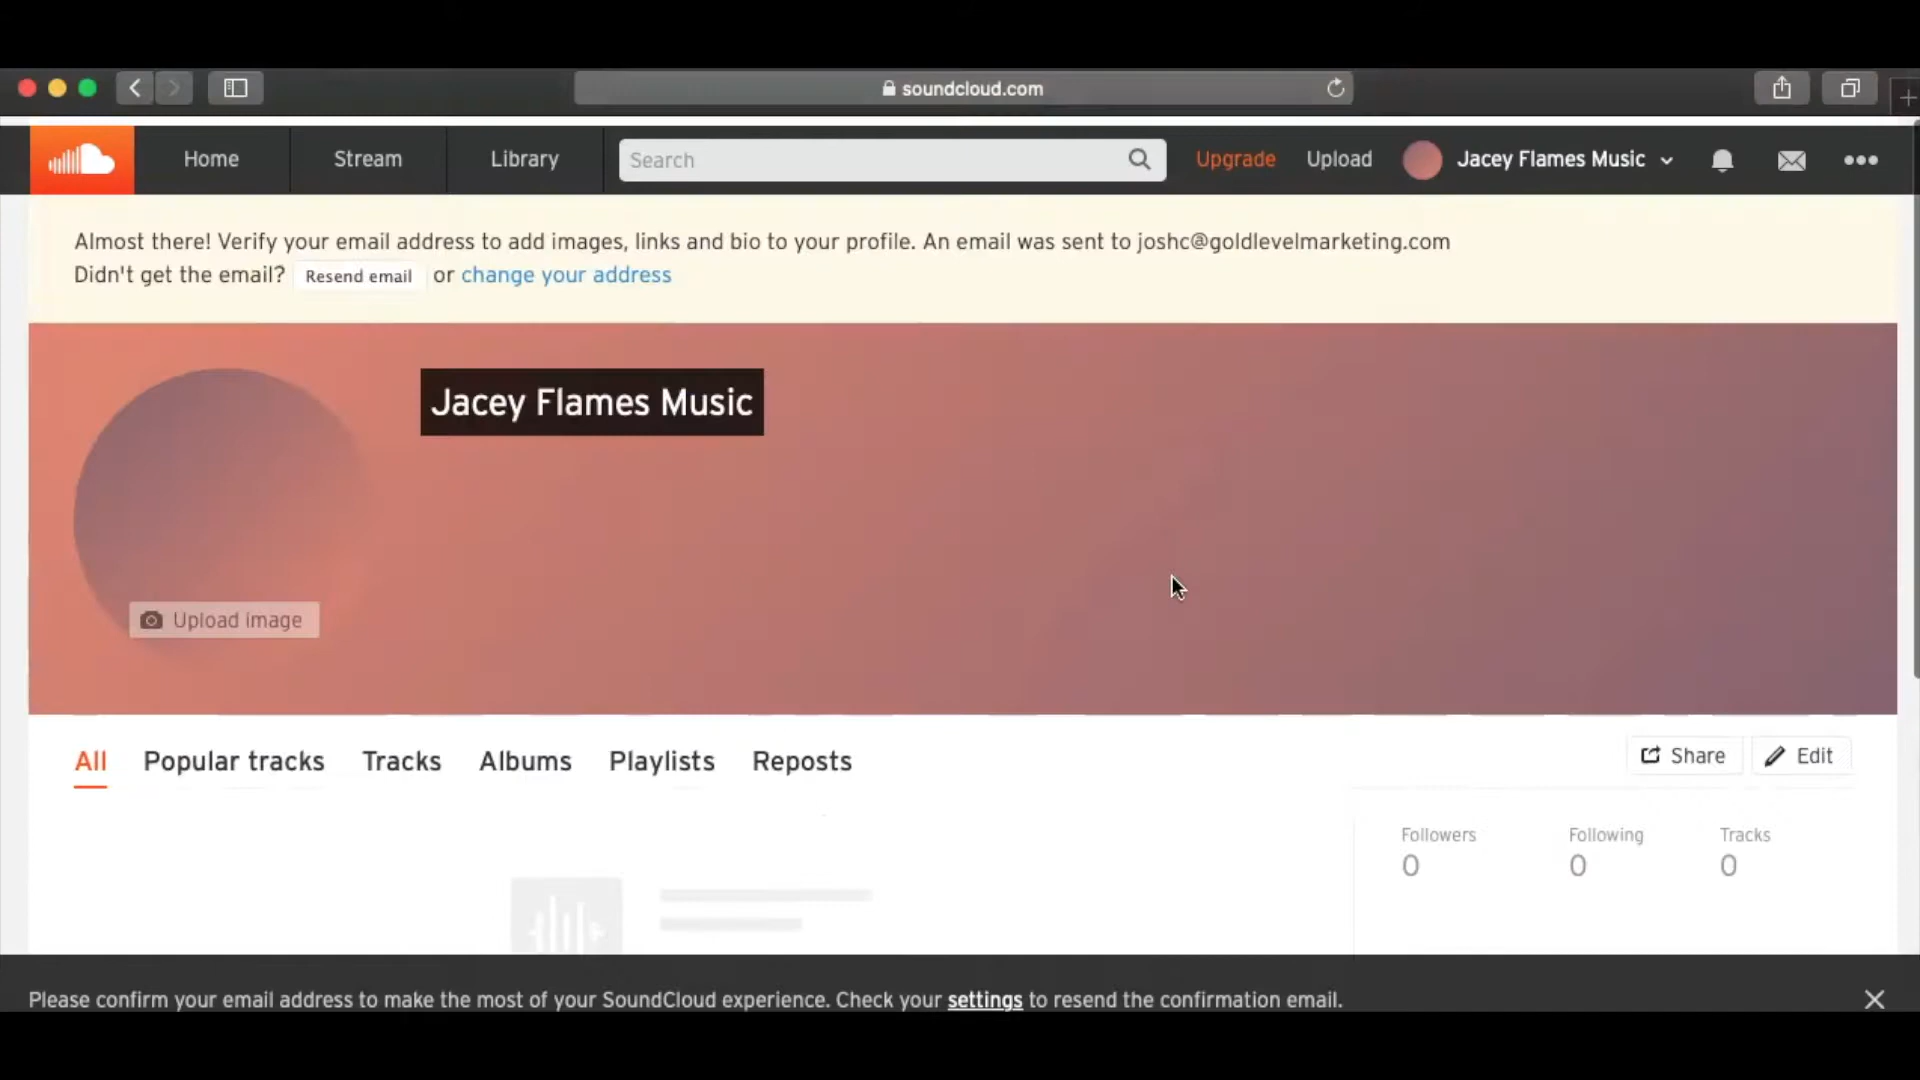 soundcloud.com
Home
Stream
Library
Search
Upgrade
Upload
Jacey Flames Music
Almost there! Verify your email address to add images, links and bio to your profile. An email was sent to joshc@goldlevelmarketing.com
Didn't get the email? Resend email or change your address
Jacey Flames Music
Upload image
All
Popular tracks
Tracks
Albums
Playlists
Reposts
Share
Edit
Followers
Following
Tracks
0
0
0
Please confirm your email address to make the most of your SoundCloud experience. Check your settings to resend the confirmation email.